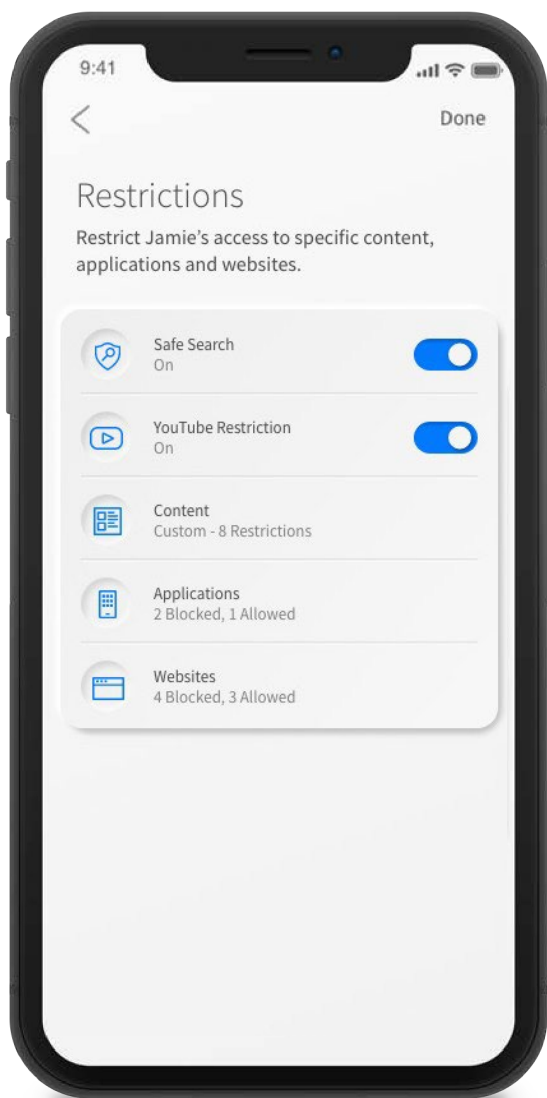 9:41
Done
Restrictions
Restrict Jamie's access to specific content,
applications and websites.
Safe Search
On
YouTube Restriction
On
Content
Custom - 8 Restrictions
Applications
2 Blocked, 1 Allowed
Websites
4 Blocked, 3 Allowed